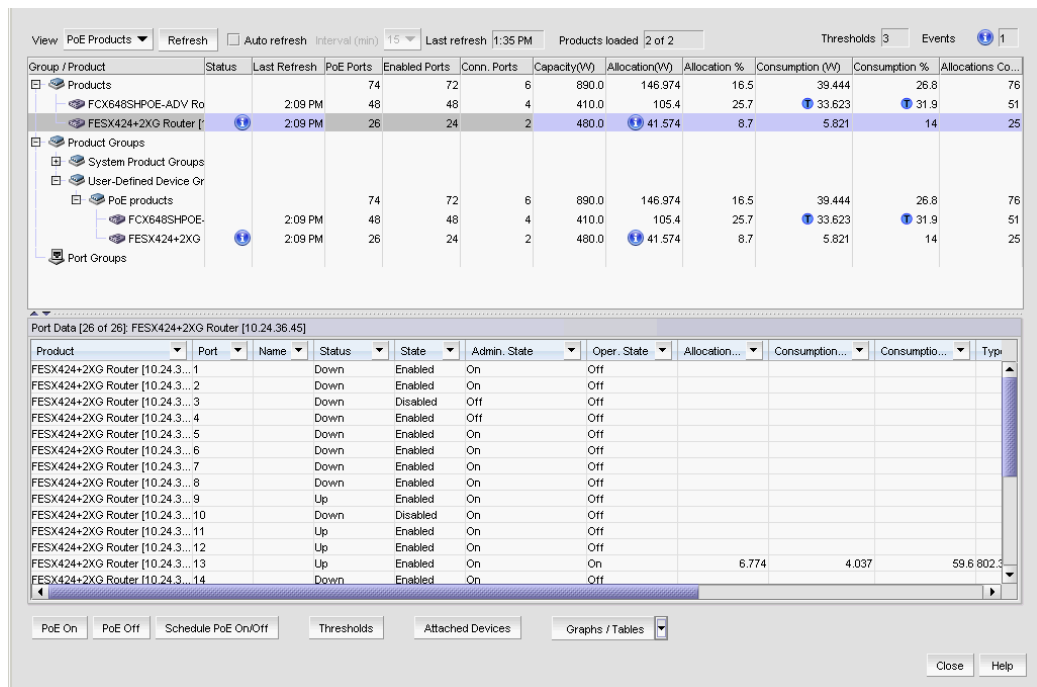 View PoE Products Refresh Auto refresh Interval (min) 15 Last refresh 1:35 PM Products loaded 2 of 2 Thresholds 3 Events 1
Group / Product Status Last Refresh PoE Ports Enabled Ports Conn. Ports Capacity(W) Allocation(W) Allocation % Consumption (W) Consumption % Allocations Co...
Products 74 72 6 890.0 146.974 16.5 39.444 26.8 76
FCX648SHPOE-ADV Ro 2:09 PM 48 48 4 410.0 105.4 25.7 T 33.623 T 31.9 51
FESX424+2XG Router [ 2:09 PM 26 24 2 480.0 41.574 8.7 5.821 14 25
Product Groups
System Product Groups
User-Defined Device Gr
PoE products 74 72 6 890.0 146.974 16.5 39.444 26.8 76
FCX648SHPOE- 2:09 PM 48 48 4 410.0 105.4 25.7 T 33.623 T 31.9 51
FESX424+2XG 2:09 PM 26 24 2 480.0 41.574 8.7 5.821 14 25
Port Groups
Port Data [26 of 26]: FESX424+2XG Router [10.24.36.45]
Product Port Name Status State Admin. State Oper. State Allocation... Consumption... Consumptio... Typ
FESX424+2XG Router [10.24.3... 1 Down Enabled On Off
FESX424+2XG Router [10.24.3... 2 Down Enabled On Off
FESX424+2XG Router [10.24.3... 3 Down Disabled Off Off
FESX424+2XG Router [10.24.3... 4 Down Enabled Off Off
FESX424+2XG Router [10.24.3... 5 Down Enabled On Off
FESX424+2XG Router [10.24.3... 6 Down Enabled On Off
FESX424+2XG Router [10.24.3... 7 Down Enabled On Off
FESX424+2XG Router [10.24.3... 8 Down Enabled On Off
FESX424+2XG Router [10.24.3... 9 Up Enabled On Off
FESX424+2XG Router [10.24.3... 10 Down Disabled On Off
FESX424+2XG Router [10.24.3... 11 Up Enabled On Off
FESX424+2XG Router [10.24.3... 12 Up Enabled On Off
FESX424+2XG Router [10.24.3... 13 Up Enabled On On 6.774 4.037 59.6 802.3
FESX424+2XG Router [10.24.3... 14 Down Enabled On Off
PoE On PoE Off Schedule PoE On/Off Thresholds Attached Devices Graphs / Tables
Close Help